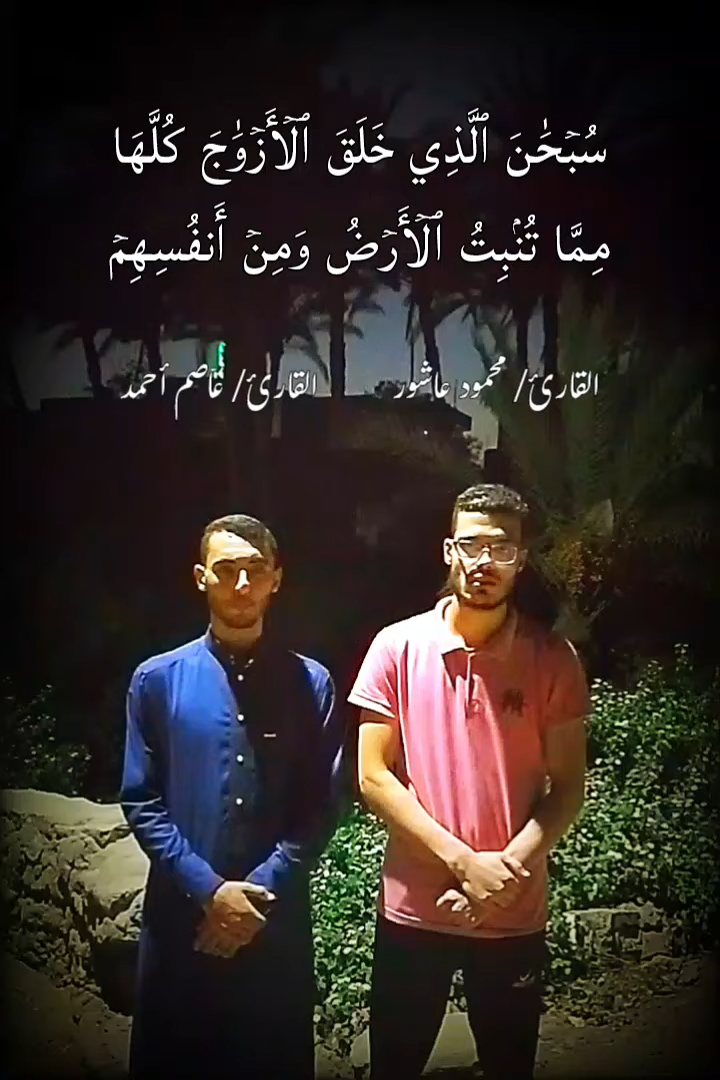 سُبۡحَٰنَ ٱلَّذِي خَلَقَ ٱلۡأَزۡوَٰجَ كُلَّهَا
مِمَّا تُنۢبِتُ ٱلۡأَرۡضُ وَمِنۡ أَنفُسِهِمۡ
القارئ/ محمود عاشور القارئ/ عاصم أحمد